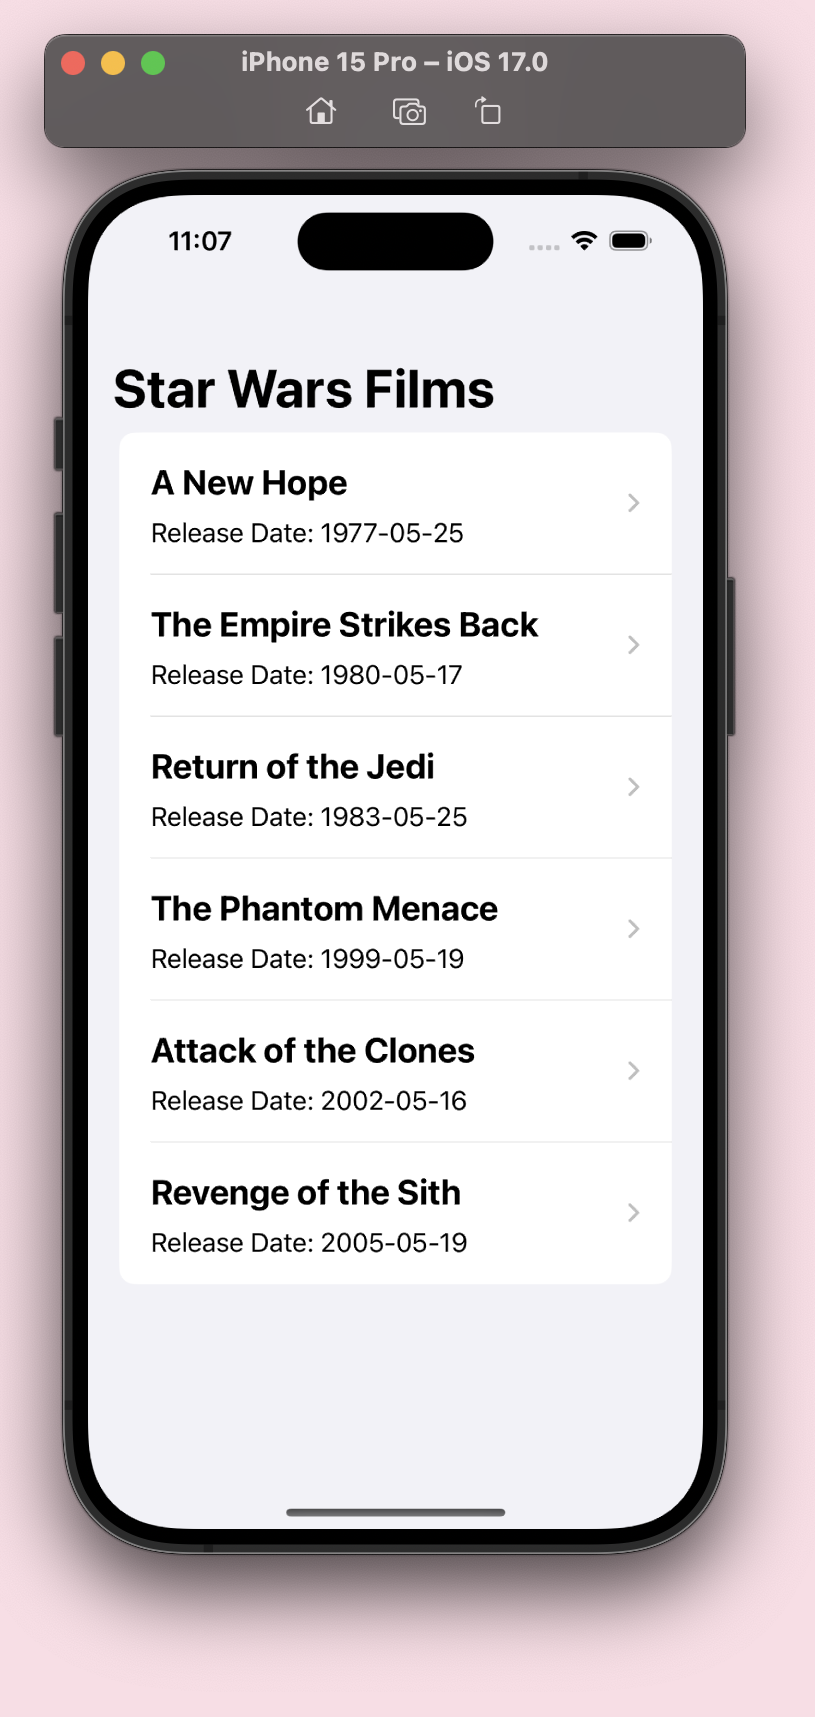 iPhone 15 Pro – iOS 17.0
11:07
Star Wars Films
A New Hope
Release Date: 1977-05-25
The Empire Strikes Back
Release Date: 1980-05-17
Return of the Jedi
Release Date: 1983-05-25
The Phantom Menace
Release Date: 1999-05-19
Attack of the Clones
Release Date: 2002-05-16
Revenge of the Sith
Release Date: 2005-05-19